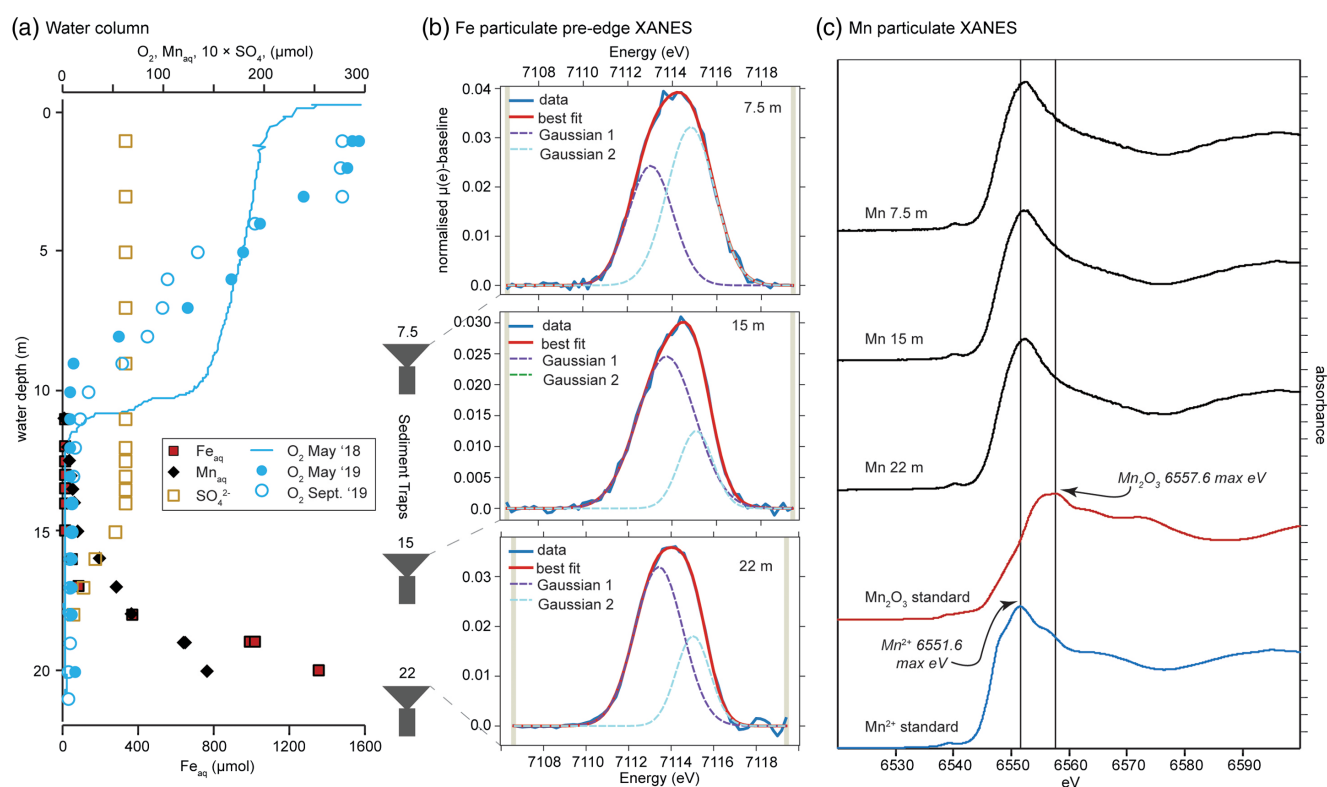 (a) Water column
O₂, Mnaq, 10 × SO₄, (µmol)
0 100 200 300
0
5
10
15
20
water depth (m)
Feaq
Mnaq
SO₄²⁻
O₂ May ‘18
O₂ May ‘19
O₂ Sept. ‘19
0 400 800 1200 1600
Feaq (µmol)
7.5
Sediment Traps
15
22
(b) Fe particulate pre-edge XANES
Energy (eV)
7108 7110 7112 7114 7116 7118
normalised µ(e)-baseline
0.04
0.03
0.02
0.01
0.0
data
best fit
Gaussian 1
Gaussian 2
7.5 m
0.030
0.025
0.020
0.015
0.010
0.005
0.0
data
best fit
Gaussian 1
Gaussian 2
15 m
0.03
0.02
0.01
0.0
data
best fit
Gaussian 1
Gaussian 2
22 m
7108 7110 7112 7114 7116 7118
Energy (eV)
(c) Mn particulate XANES
Mn 7.5 m
Mn 15 m
Mn 22 m
Mn₂O₃ 6557.6 max eV
Mn₂O₃ standard
Mn²⁺ 6551.6
max eV
Mn²⁺ standard
absorbance
6530 6540 6550 6560 6570 6580 6590
eV